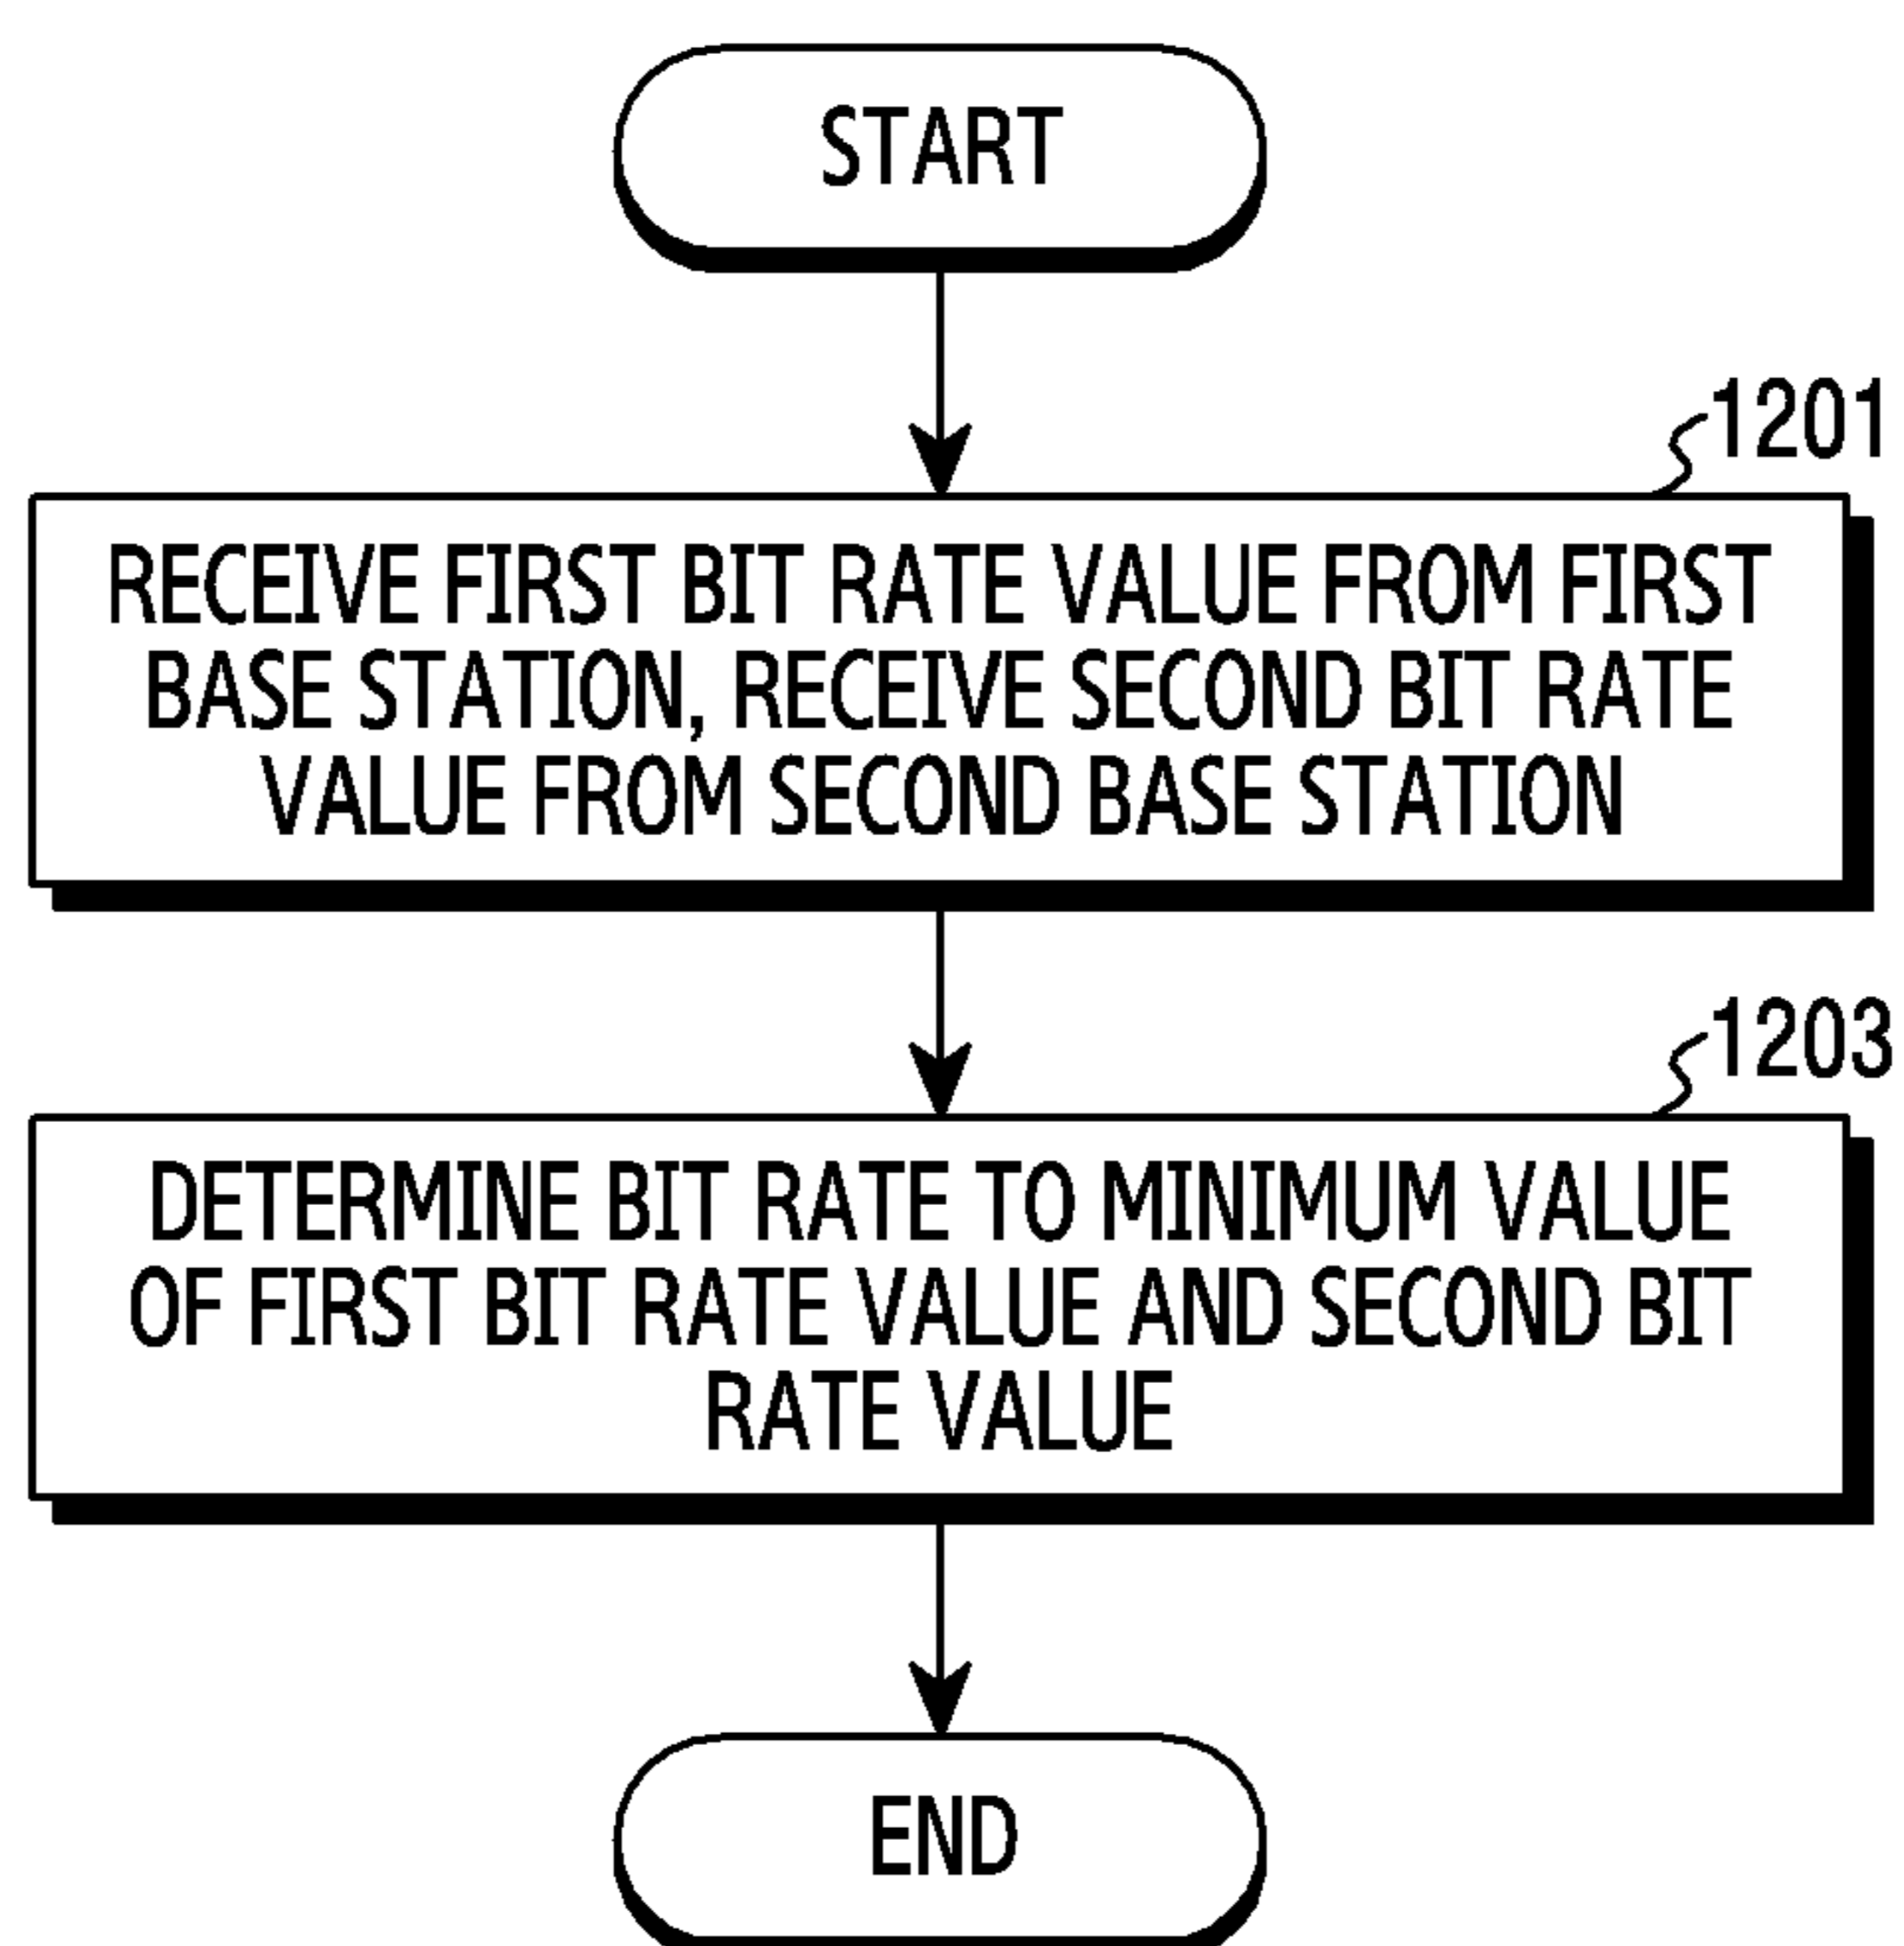 START
1201
RECEIVE FIRST BIT RATE VALUE FROM FIRST
BASE STATION, RECEIVE SECOND BIT RATE
VALUE FROM SECOND BASE STATION
1203
DETERMINE BIT RATE TO MINIMUM VALUE
OF FIRST BIT RATE VALUE AND SECOND BIT
RATE VALUE
END